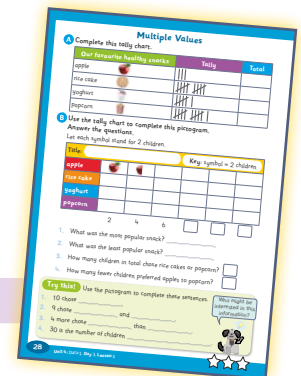 Multiple Values
A Complete this tally chart.
Our favourite healthy snacks Tally Total
apple
rice cake
yoghurt
popcorn
B Use the tally chart to complete this pictogram.
Answer the questions.
Let each symbol stand for 2 children.
Title: Key: symbol = 2 children
apple
rice cake
yoghurt
popcorn
2 4 6
1. What was the most popular snack?
2. What was the least popular snack?
3. How many children in total chose rice cakes or popcorn?
4. How many fewer children preferred apples to popcorn?
Try this! Use the pictogram to complete these sentences.
1. 10 chose
2. 9 chose and
3. 4 more chose than
4. 30 is the number of children
Who might be interested in this information?
28